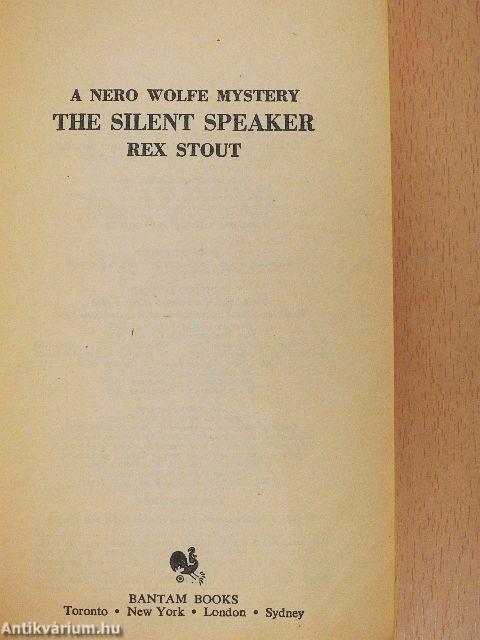 A NERO WOLFE MYSTERY
THE SILENT SPEAKER
REX STOUT
BANTAM BOOKS
Toronto • New York • London • Sydney
Antikvárium.hu